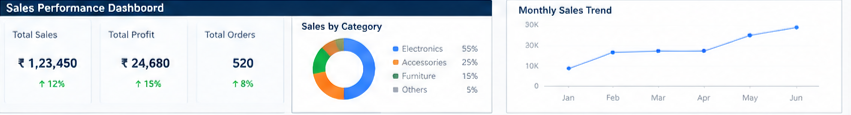 Sales Performance Dashboord
Total Sales
₹ 1,23,450
↑ 12%
Total Profit
₹ 24,680
↑ 15%
Total Orders
520
↑ 8%
Sales by Category
Electronics 55%
Accessories 25%
Furniture 15%
Others 5%
Monthly Sales Trend
90K
30K
10K
0
Jan Feb Mar Apr May Jun